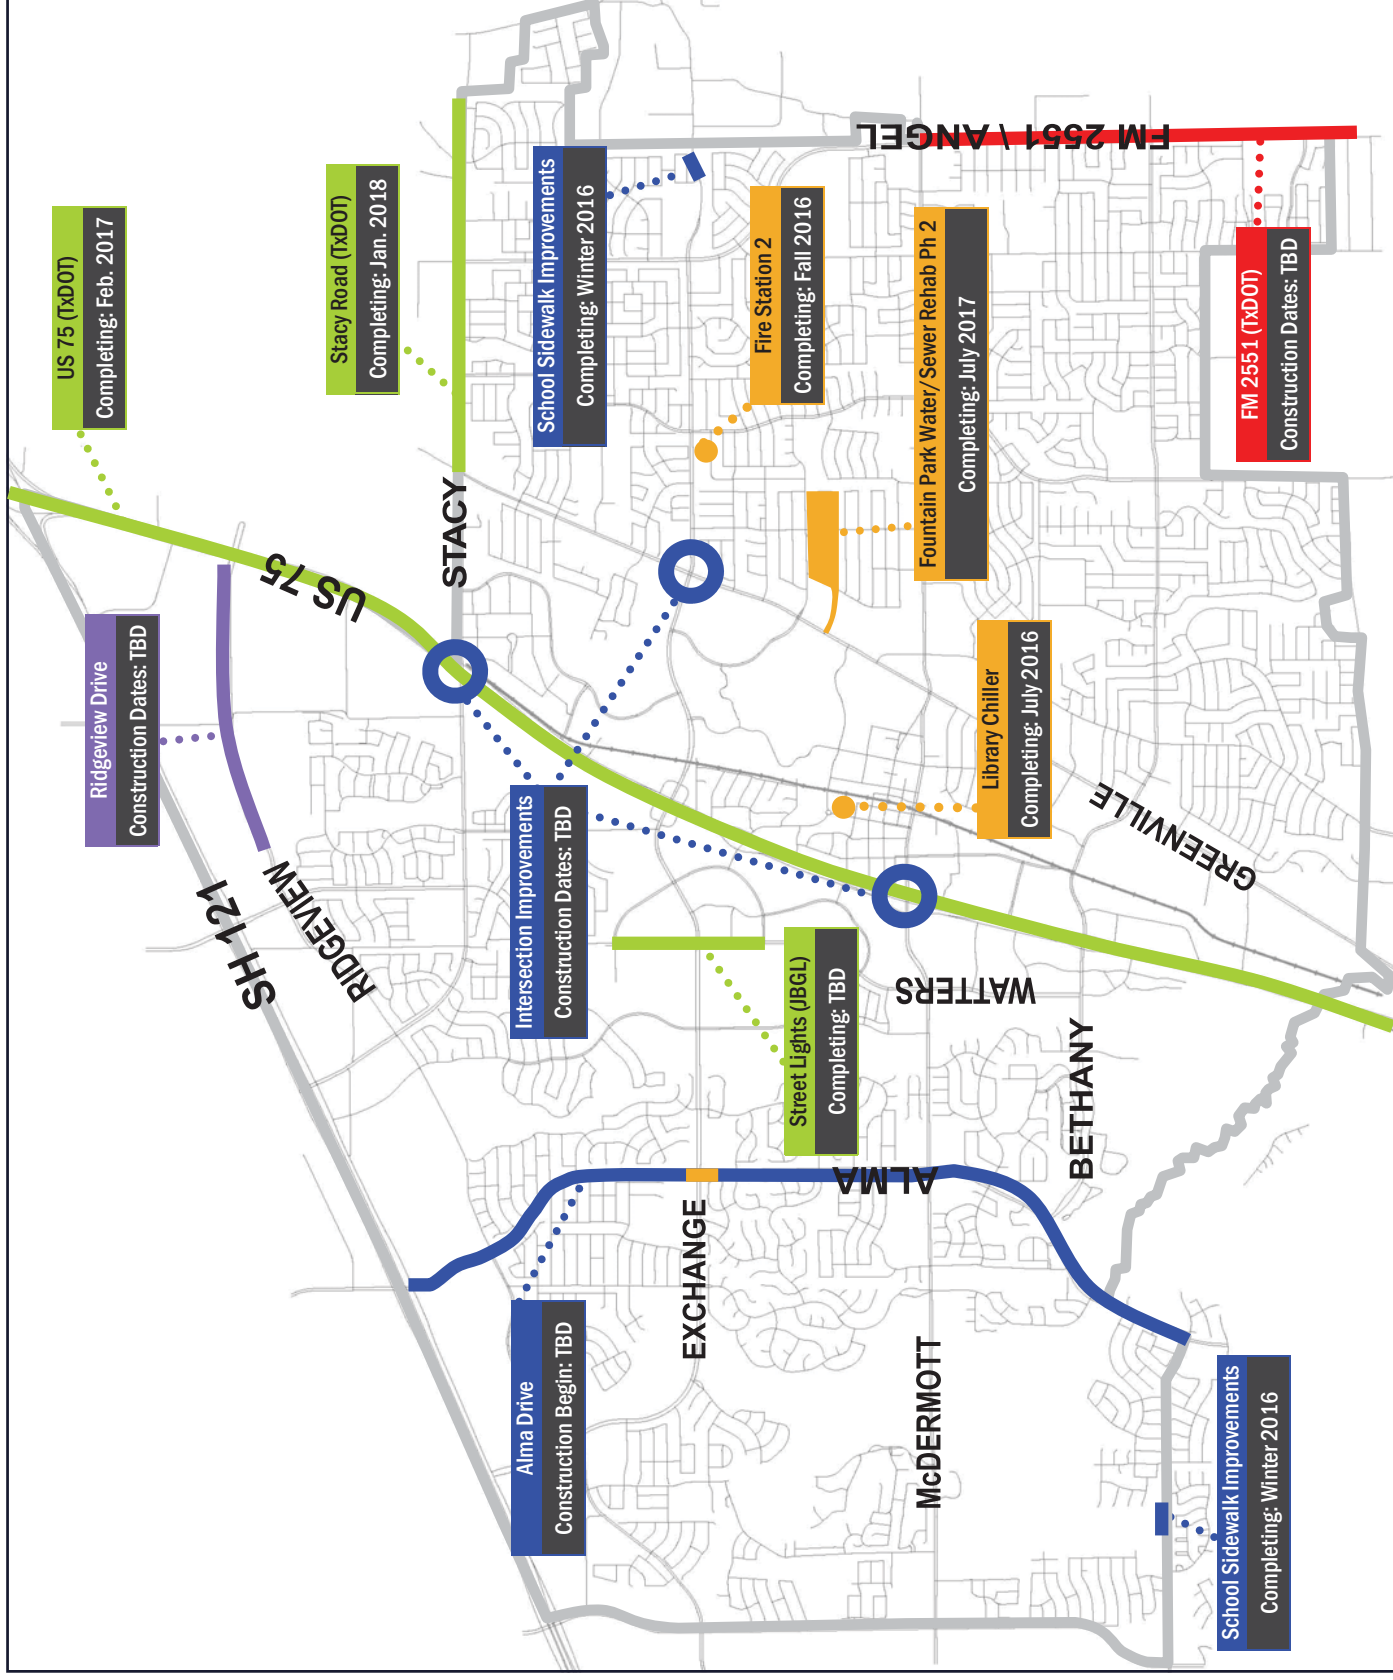 US 75 (TxDOT)
Completing: Feb. 2017
Stacy Road (TxDOT)
Completing: Jan. 2018
School Sidewalk Improvements
Completing: Winter 2016
Fire Station 2
Completing: Fall 2016
Fountain Park Water/Sewer Rehab Ph 2
Completing: July 2017
FM 2551 (TxDOT)
Construction Dates: TBD
FM 2551 \ ANGEL
STACY
US 75
Ridgeview Drive
Construction Dates: TBD
RIDGEVIEW
SH 121
Intersection Improvements
Construction Dates: TBD
Library Chiller
Completing: July 2016
GREENVILLE
Street Lights (JBGL)
Completing: TBD
WATTERS
BETHANY
ALMA
EXCHANGE
McDERMOTT
Alma Drive
Construction Begin: TBD
School Sidewalk Improvements
Completing: Winter 2016